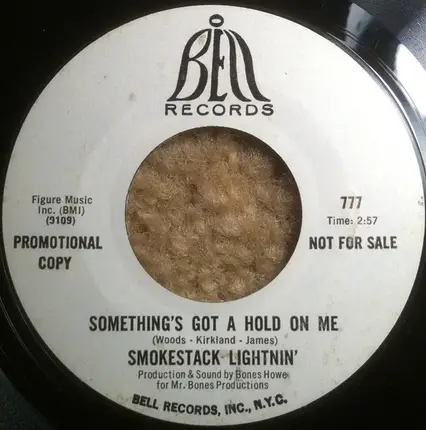 BELL
RECORDS
Figure Music
Inc. (BMI)
(3109)
777
Time: 2:57
PROMOTIONAL
COPY
NOT FOR SALE
SOMETHING'S GOT A HOLD ON ME
(Woods - Kirkland - James)
SMOKESTACK LIGHTNIN'
Production & Sound by Bones Howe
for Mr. Bones Productions
BELL RECORDS, INC., N.Y.C.